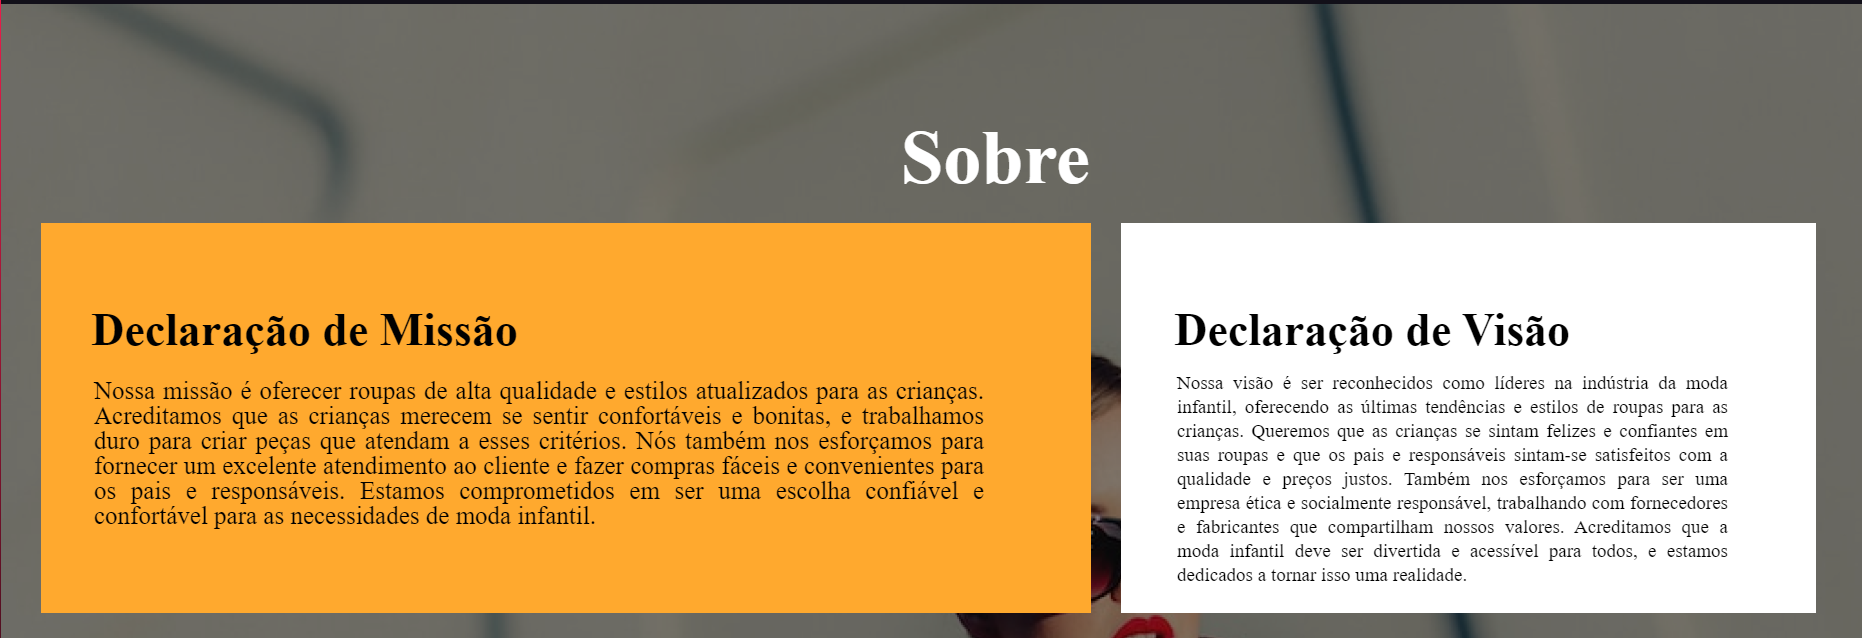 Sobre
Declaração de Missão
Nossa missão é oferecer roupas de alta qualidade e estilos atualizados para as crianças.
Acreditamos que as crianças merecem se sentir confortáveis e bonitas, e trabalhamos
duro para criar peças que atendam a esses critérios. Nós também nos esforçamos para
fornecer um excelente atendimento ao cliente e fazer compras fáceis e convenientes para
os pais e responsáveis. Estamos comprometidos em ser uma escolha confiável e
confortável para as necessidades de moda infantil.
Declaração de Visão
Nossa visão é ser reconhecidos como líderes na indústria da moda
infantil, oferecendo as últimas tendências e estilos de roupas para as
crianças. Queremos que as crianças se sintam felizes e confiantes em
suas roupas e que os pais e responsáveis sintam-se satisfeitos com a
qualidade e preços justos. Também nos esforçamos para ser uma
empresa ética e socialmente responsável, trabalhando com fornecedores
e fabricantes que compartilham nossos valores. Acreditamos que a
moda infantil deve ser divertida e acessível para todos, e estamos
dedicados a tornar isso uma realidade.